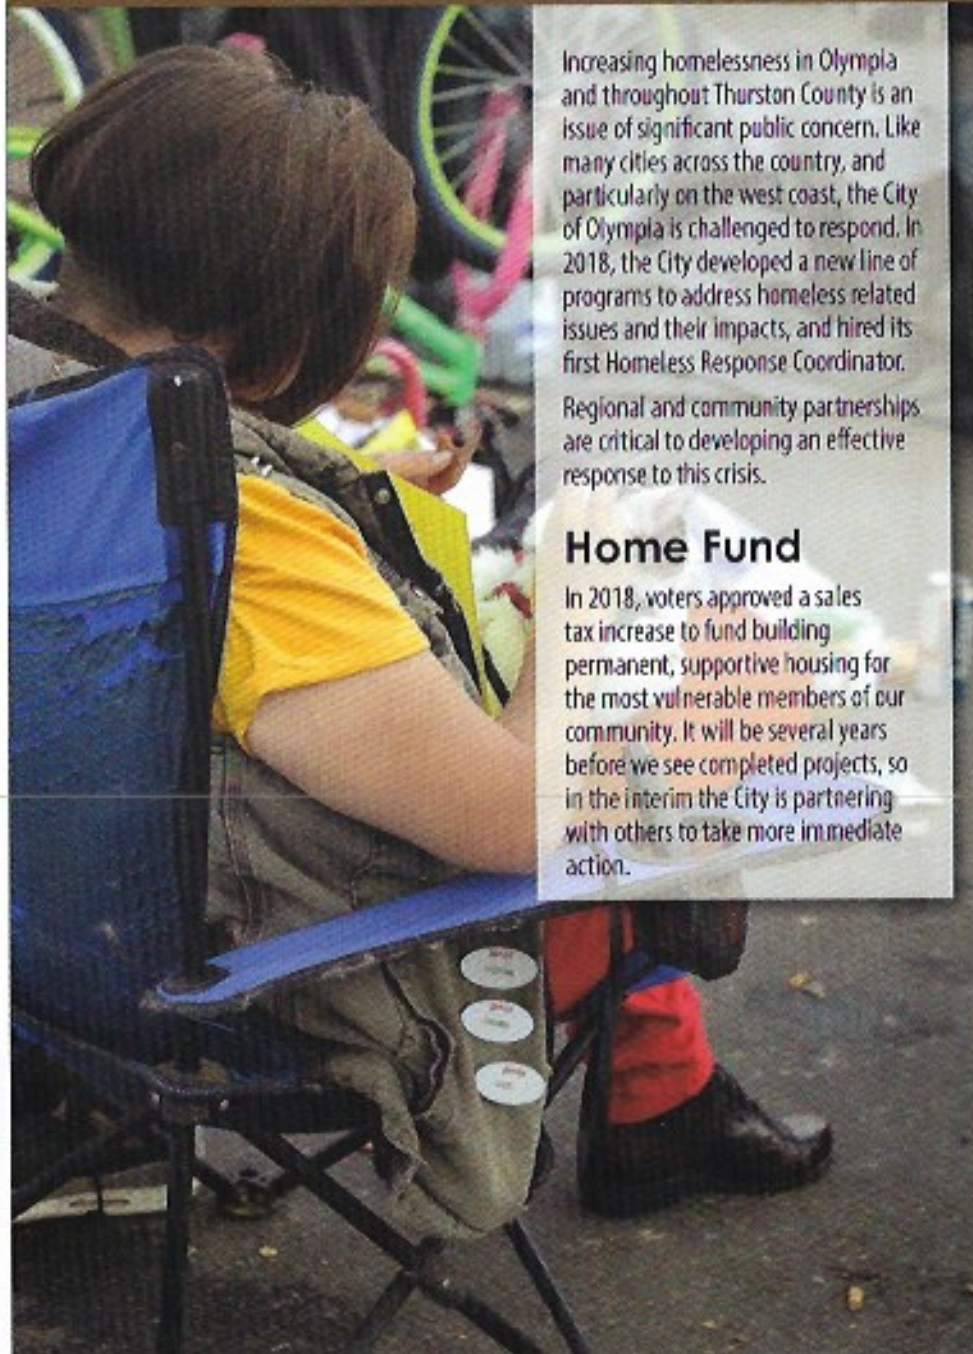 Increasing homelessness in Olympia
and throughout Thurston County is an
issue of significant public concern. Like
many cities across the country, and
particularly on the west coast, the City
of Olympia is challenged to respond. In
2018, the City developed a new line of
programs to address homeless related
issues and their impacts, and hired its
first Homeless Response Coordinator.
Regional and community partnerships
are critical to developing an effective
response to this crisis.
Home Fund
In 2018, voters approved a sales
tax increase to fund building
permanent, supportive housing for
the most vulnerable members of our
community. It will be several years
before we see completed projects, so
in the interim the City is partnering
with others to take more immediate
action.